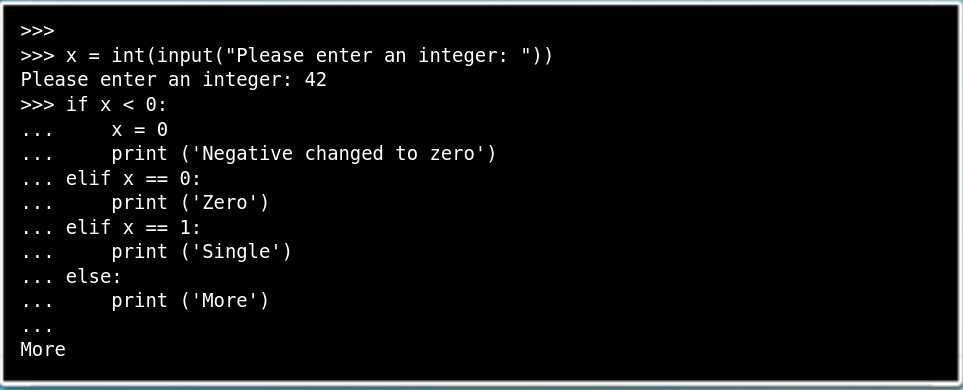 >>>
>>> x = int(input("Please enter an integer: "))
Please enter an integer: 42
>>> if x < 0:
...     x = 0
...     print ('Negative changed to zero')
... elif x == 0:
...     print ('Zero')
... elif x == 1:
...     print ('Single')
... else:
...     print ('More')
...
More